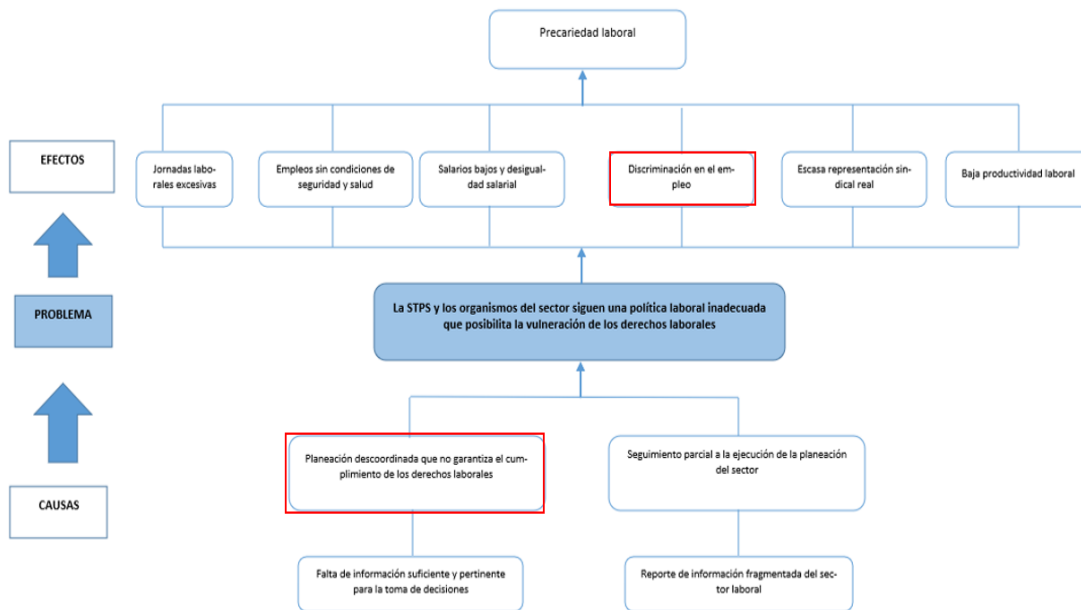 Precariedad laboral
EFECTOS
Jornadas labo-
rales excesivas
Empleos sin condiciones de
seguridad y salud
Salarios bajos y desigual-
dad salarial
Discriminación en el em-
pleo
Escasa representación sin-
dical real
Baja productividad laboral
PROBLEMA
La STPS y los organismos del sector siguen una política laboral inadecuada
que posibilita la vulneración de los derechos laborales
CAUSAS
Planeación descoordinada que no garantiza el cum-
plimiento de los derechos laborales
Seguimiento parcial a la ejecución de la planeación
del sector
Falta de información suficiente y pertinente
para la toma de decisiones
Reporte de información fragmentada del sec-
tor laboral